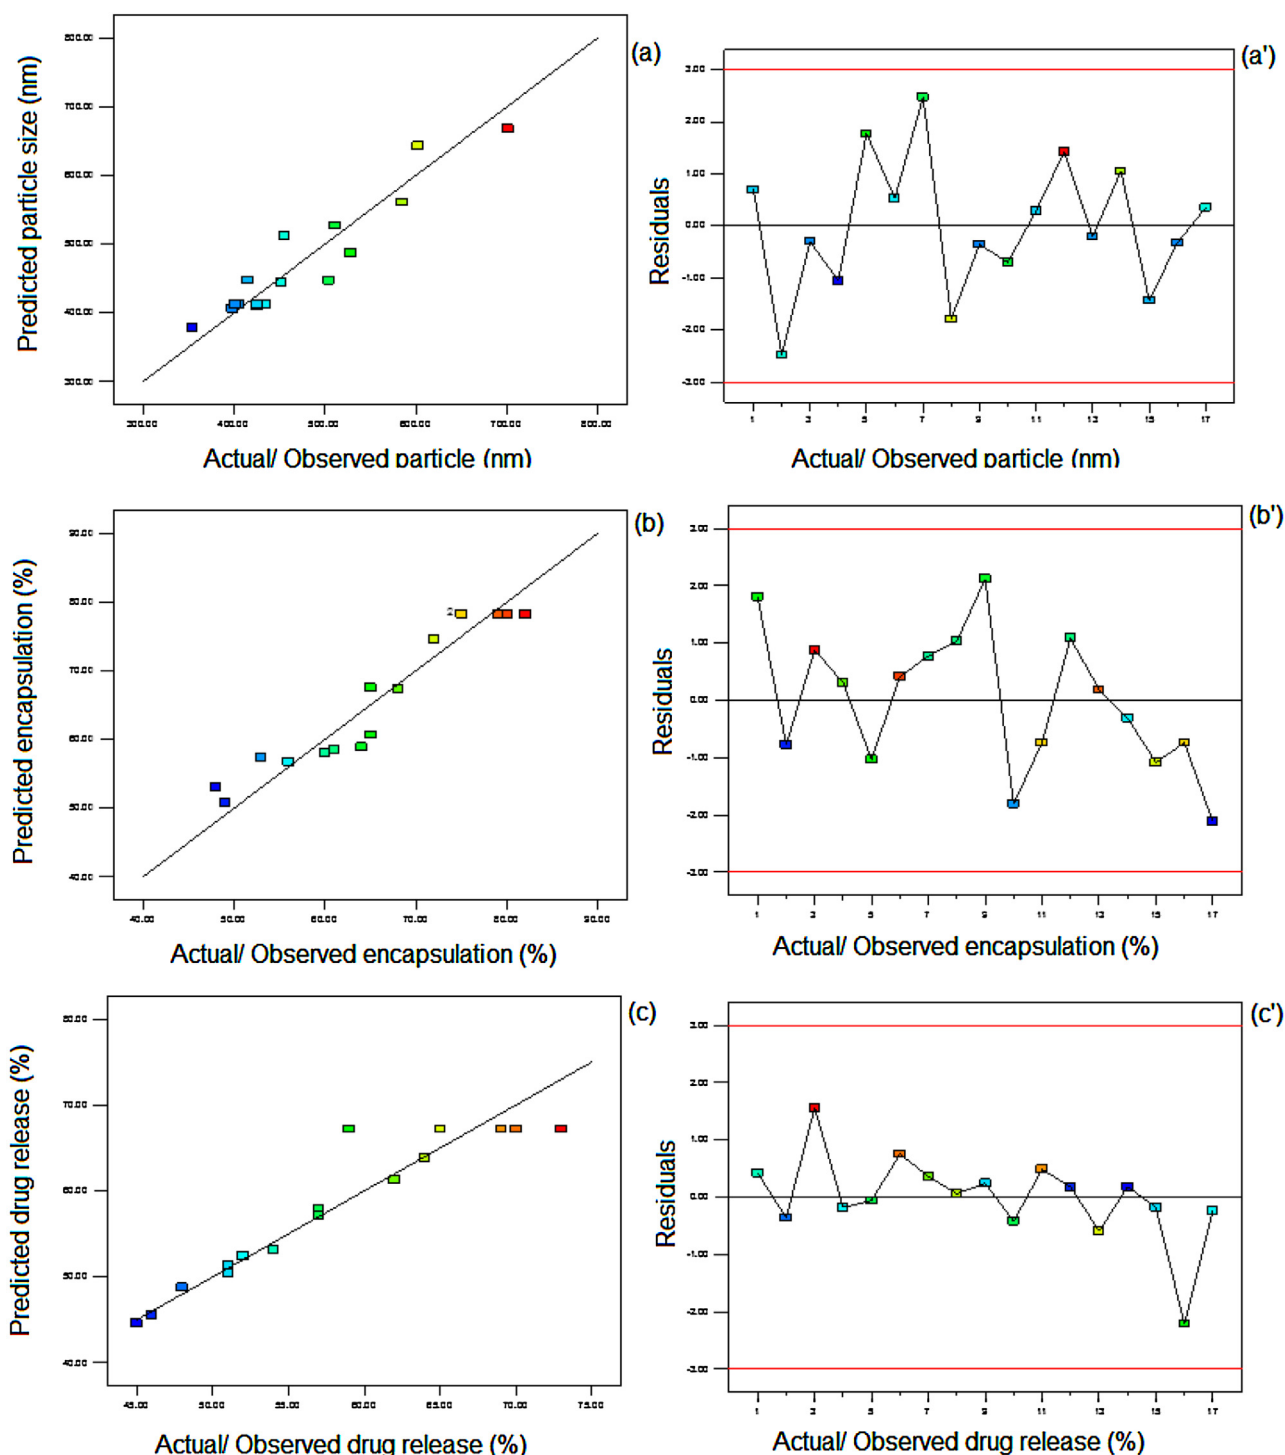 (a)
Predicted particle size (nm)
800.00
700.00
600.00
500.00
400.00
300.00
300.00 400.00 500.00 600.00 700.00 800.00
Actual/ Observed particle (nm)
(a')
Residuals
3.00
2.00
1.00
0.00
-1.00
-2.00
-3.00
1 3 5 7 9 11 13 15 17
Actual/ Observed particle (nm)
(b)
Predicted encapsulation (%)
90.00
80.00
70.00
60.00
50.00
40.00
2
40.00 50.00 60.00 70.00 80.00 90.00
Actual/ Observed encapsulation (%)
(b')
Residuals
3.00
2.00
1.00
0.00
-1.00
-2.00
-3.00
1 3 5 7 9 11 13 15 17
Actual/ Observed encapsulation (%)
(c)
Predicted drug release (%)
80.00
70.00
60.00
50.00
40.00
45.00 50.00 55.00 60.00 65.00 70.00 75.00
Actual/ Observed drug release (%)
(c')
Residuals
3.00
2.00
1.00
0.00
-1.00
-2.00
-3.00
1 3 5 7 9 11 13 15 17
Actual/ Observed drug release (%)